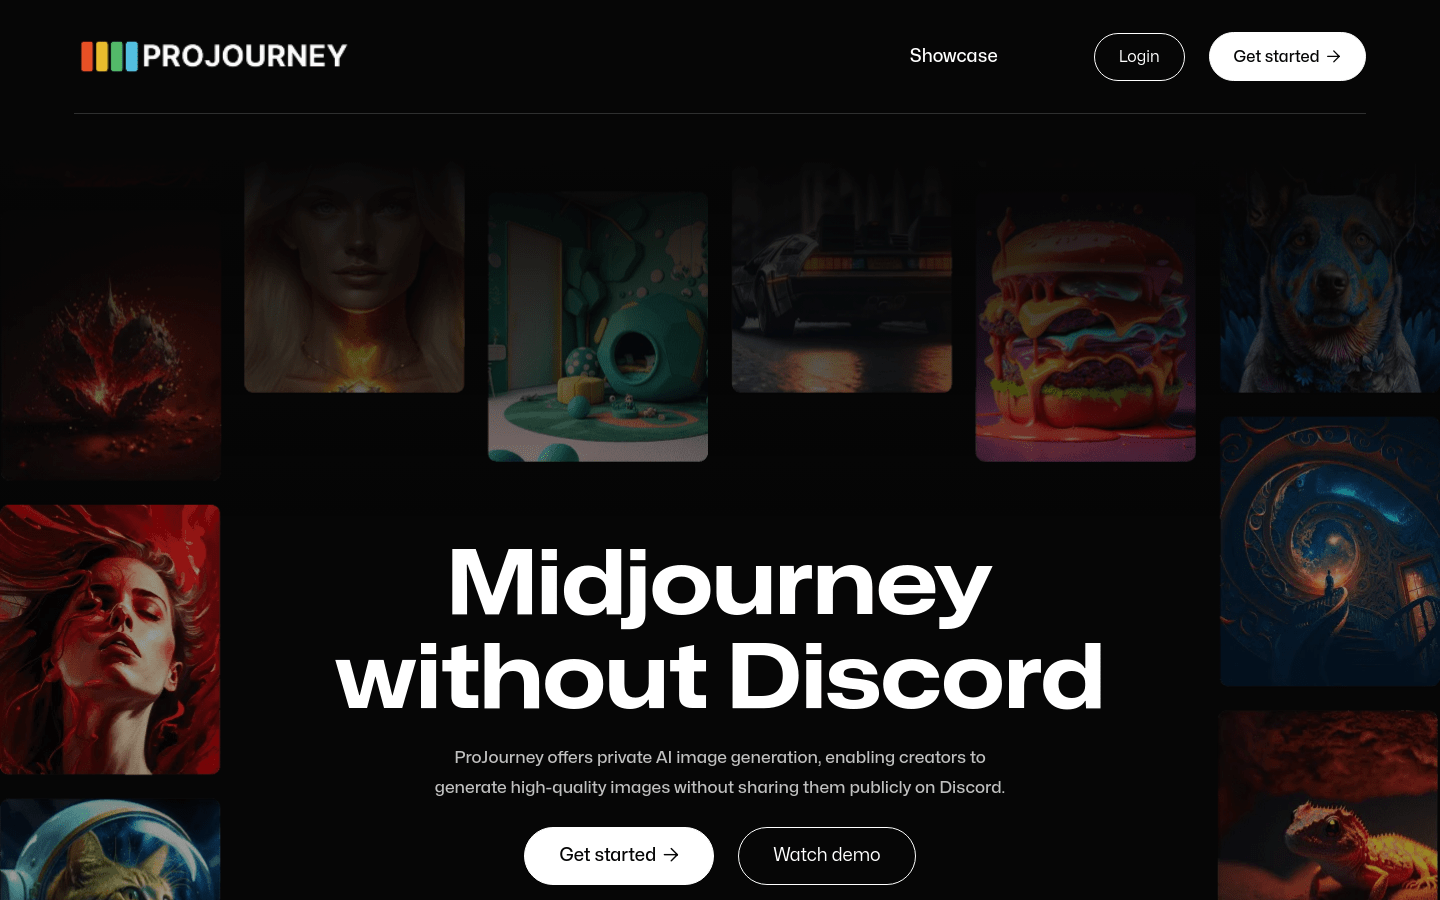 PROJOURNEY
Showcase
Login
Get started →
Midjourney
without Discord
ProJourney offers private AI image generation, enabling creators to
generate high-quality images without sharing them publicly on Discord.
Get started →
Watch demo